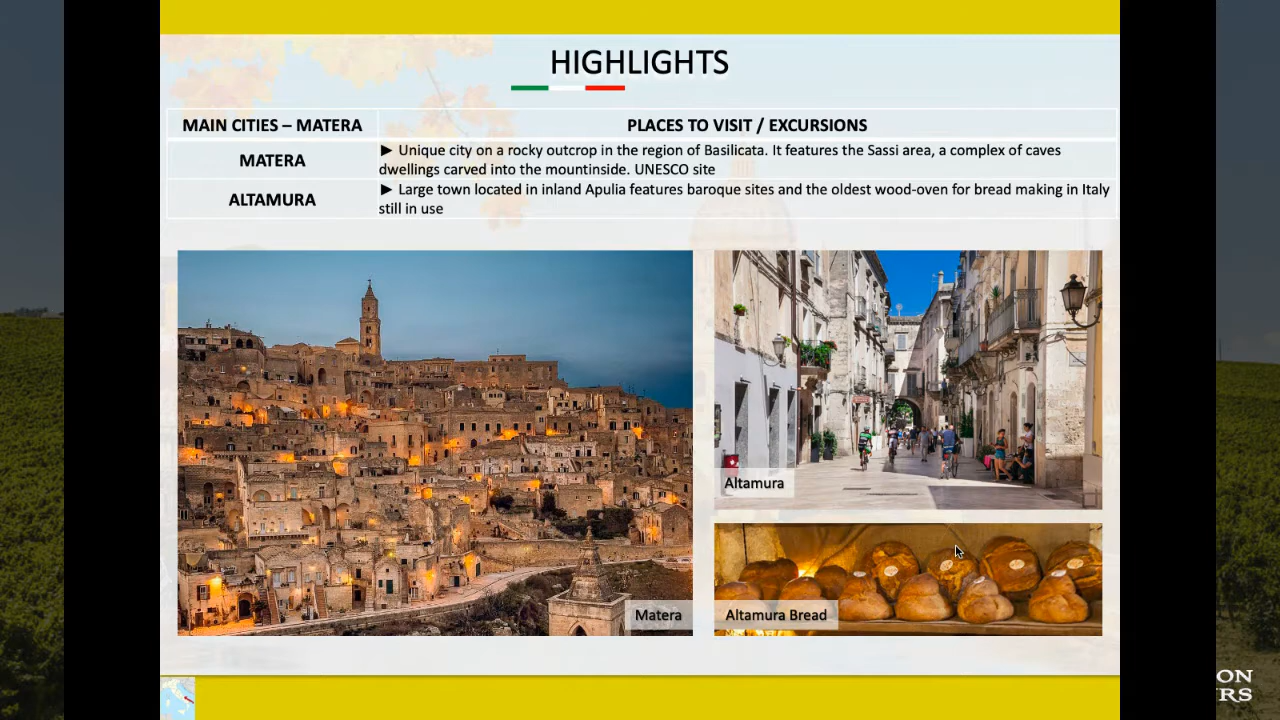 HIGHLIGHTS
MAIN CITIES – MATERA
PLACES TO VISIT / EXCURSIONS
MATERA
► Unique city on a rocky outcrop in the region of Basilicata. It features the Sassi area, a complex of caves
dwellings carved into the mountinside. UNESCO site
ALTAMURA
► Large town located in inland Apulia features baroque sites and the oldest wood-oven for bread making in Italy
still in use
Altamura
Matera
Altamura Bread
ON
RS